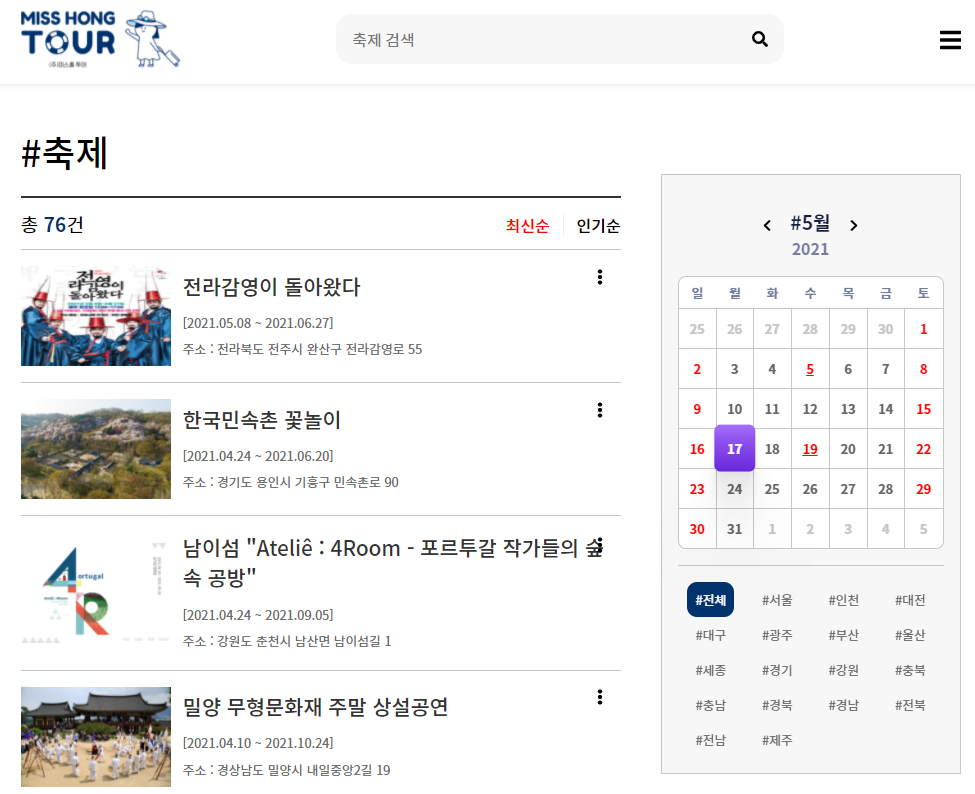 MISS HONG
TOUR
(주)미스홍 투어
축제 검색
#축제
총 76건
최신순 인기순
전라감영이 돌아왔다
[2021.05.08 ~ 2021.06.27]
주소 : 전라북도 전주시 완산구 전라감영로 55
한국민속촌 꽃놀이
[2021.04.24 ~ 2021.06.20]
주소 : 경기도 용인시 기흥구 민속촌로 90
남이섬 "Ateliê : 4Room - 포르투갈 작가들의 숲
속 공방"
[2021.04.24 ~ 2021.09.05]
주소 : 강원도 춘천시 남산면 남이섬길 1
밀양 무형문화재 주말 상설공연
[2021.04.10 ~ 2021.10.24]
주소 : 경상남도 밀양시 내일중앙2길 19
전라감영이
돌아왔다
ortugal
4R
#5월
2021
일 월 화 수 목 금 토
25 26 27 28 29 30 1
2 3 4 5 6 7 8
9 10 11 12 13 14 15
16 17 18 19 20 21 22
23 24 25 26 27 28 29
30 31 1 2 3 4 5
#전체 #서울 #인천 #대전
#대구 #광주 #부산 #울산
#세종 #경기 #강원 #충북
#충남 #경북 #경남 #전북
#전남 #제주